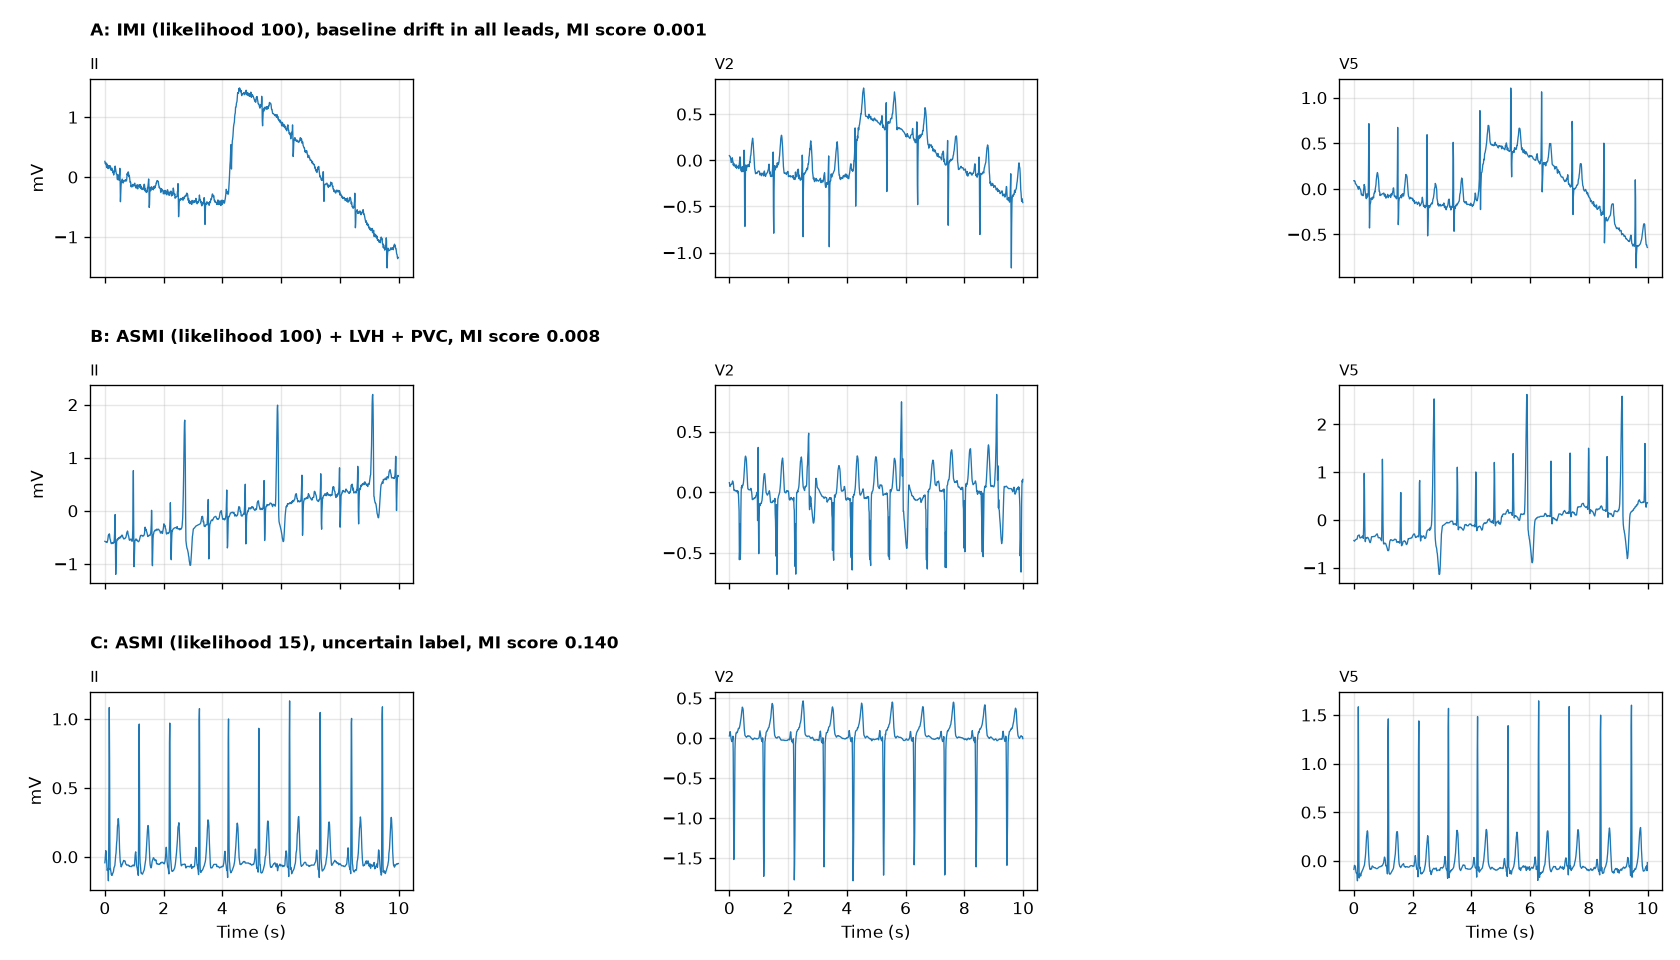 A: IMI (likelihood 100), baseline drift in all leads, MI score 0.001
II
V2
V5
mV
1
0
−1
0.5
0.0
−0.5
−1.0
1.0
0.5
0.0
−0.5
B: ASMI (likelihood 100) + LVH + PVC, MI score 0.008
II
V2
V5
mV
2
1
0
−1
0.5
0.0
−0.5
2
1
0
−1
C: ASMI (likelihood 15), uncertain label, MI score 0.140
II
V2
V5
mV
1.0
0.5
0.0
0.5
0.0
−0.5
−1.0
−1.5
1.5
1.0
0.5
0.0
0 2 4 6 8 10
0 2 4 6 8 10
0 2 4 6 8 10
Time (s)
Time (s)
Time (s)